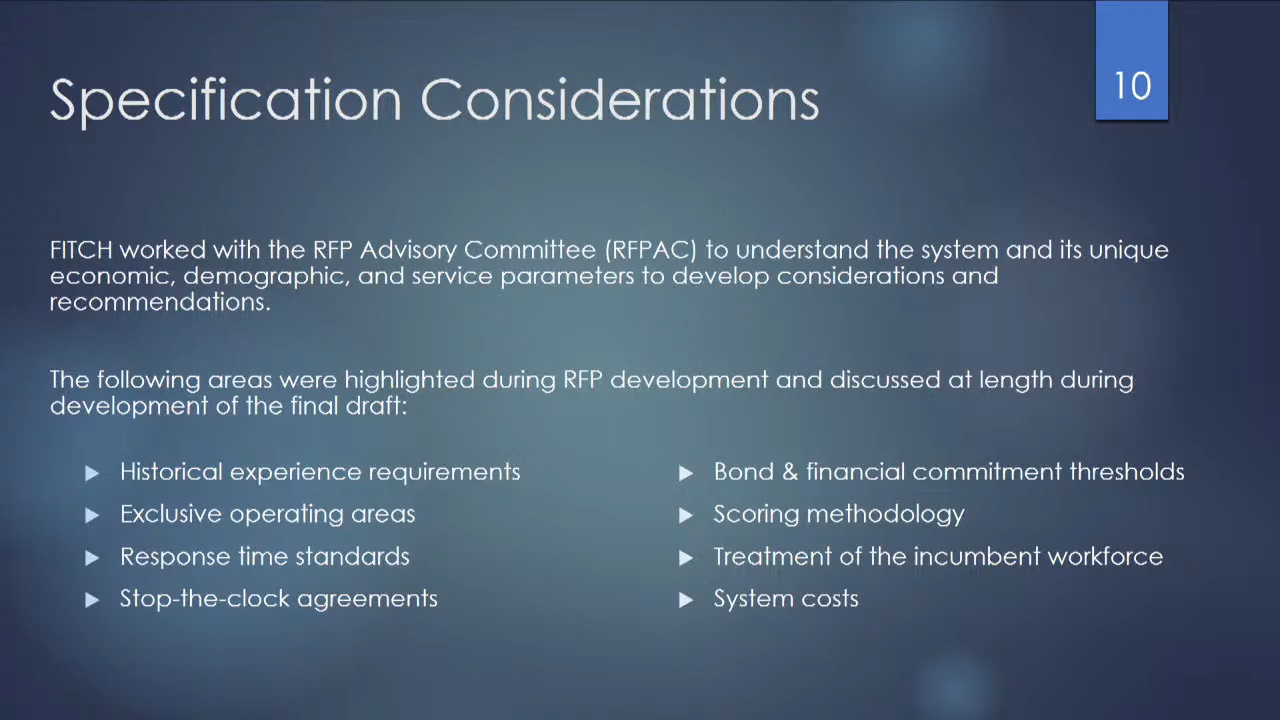 Specification Considerations
10
FITCH worked with the RFP Advisory Committee (RFPAC) to understand the system and its unique
economic, demographic, and service parameters to develop considerations and
recommendations.
The following areas were highlighted during RFP development and discussed at length during
development of the final draft:
Historical experience requirements
Exclusive operating areas
Response time standards
Stop-the-clock agreements
Bond & financial commitment thresholds
Scoring methodology
Treatment of the incumbent workforce
System costs